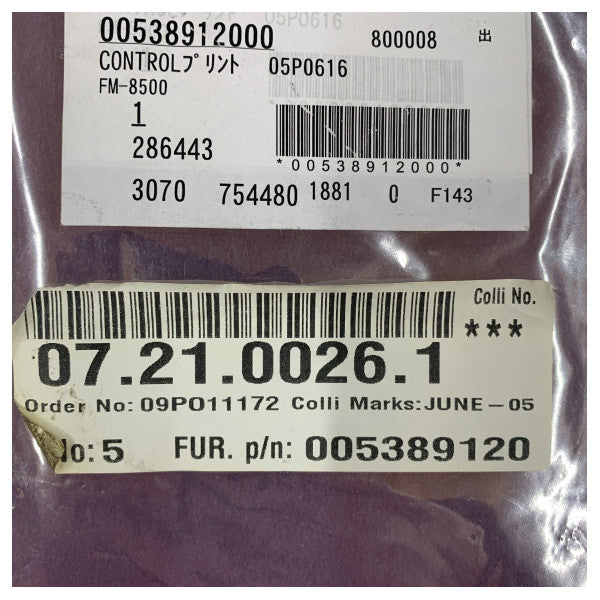 05P0616
00538912000 800008 出
CONTROLプリント 05P0616
FM-8500
1
286443
*00538912000*
3070 754480 1881 0 F143
Colli No.
***
07.21.0026.1
Order No: 09PO11172 Colli Marks:JUNE-05
No: 5 FUR. p/n: 005389120